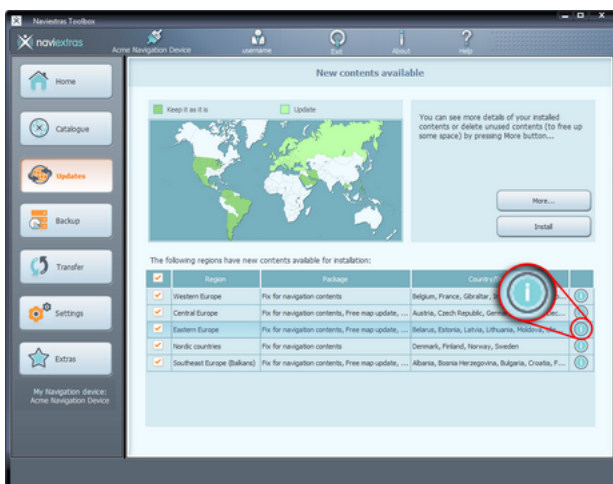 Naviextras Toolbox
naviextras
Acme Navigation Device
username
Exit
About
Help
Home
Catalogue
Updates
Backup
Transfer
Settings
Extras
My Navigation device:
Acme Navigation Device
New contents available
Keep it as it is
Update
You can see more details of your installed
contents or delete unused contents (to free up
some space) by pressing More button...
More...
Install
The following regions have new contents available for installation:
Region Package
Western Europe Fix for navigation contents Belgium, France, Gibraltar,
Central Europe Fix for navigation contents, Free map update, ... Austria, Czech Republic,
Eastern Europe Fix for navigation contents, Free map update, ... Belarus, Estonia, Latvia, Lithuania, Moldova,
Nordic countries Fix for navigation contents Denmark, Finland, Norway, Sweden
Southeast Europe (Balkans) Fix for navigation contents, Free map update, ... Albania, Bosnia Herzegovina, Bulgaria, Croatia, F...